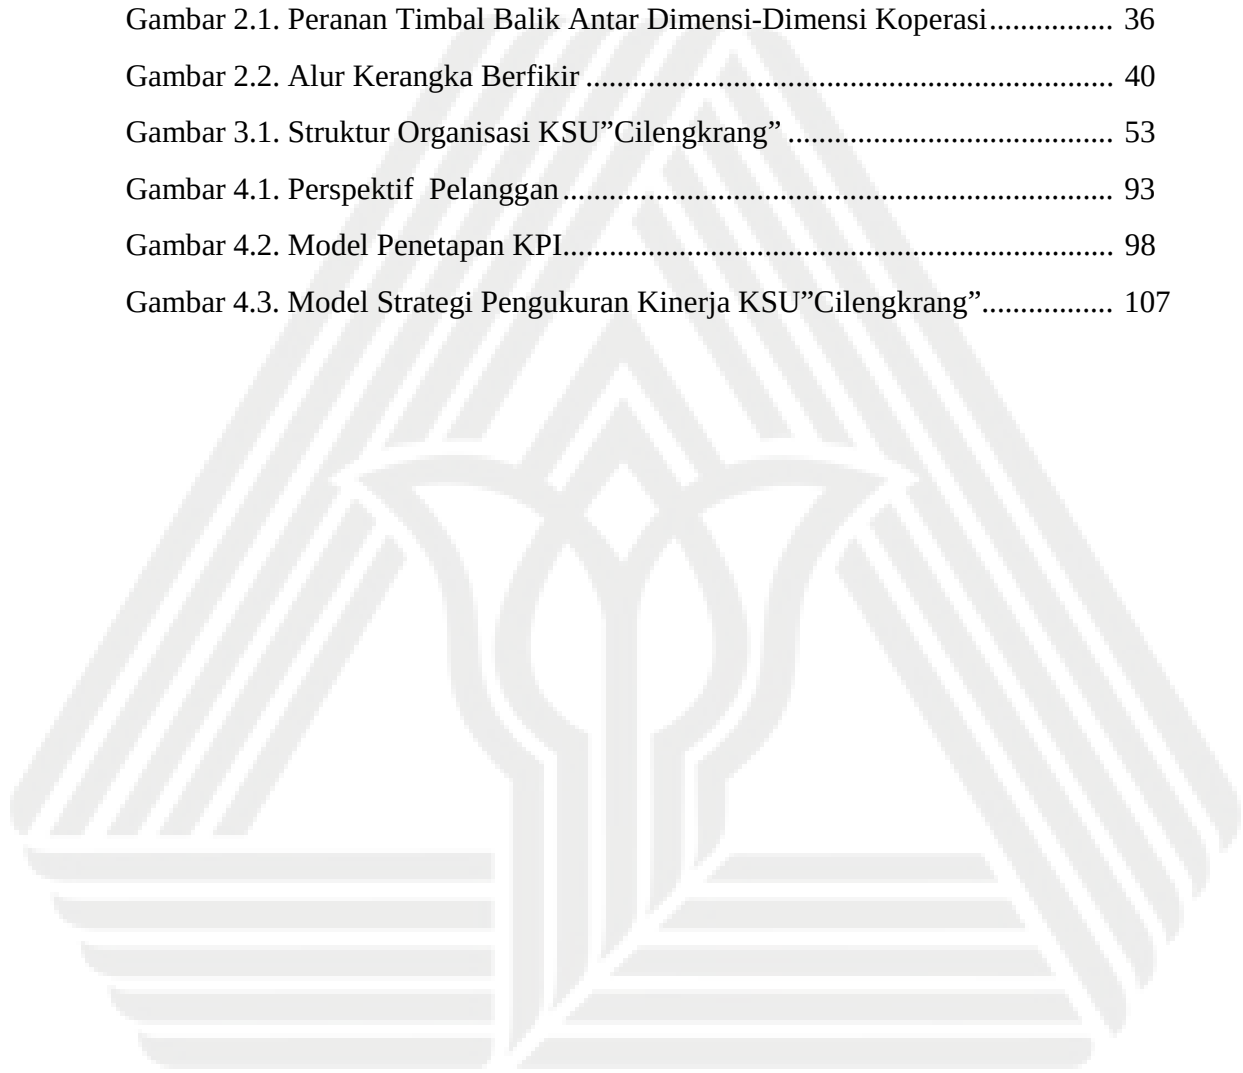 Gambar 2.1. Peranan Timbal Balik Antar Dimensi-Dimensi Koperasi................ 36
Gambar 2.2. Alur Kerangka Berfikir .................................................................... 40
Gambar 3.1. Struktur Organisasi KSU”Cilengkrang” .......................................... 53
Gambar 4.1. Perspektif  Pelanggan....................................................................... 93
Gambar 4.2. Model Penetapan KPI....................................................................... 98
Gambar 4.3. Model Strategi Pengukuran Kinerja KSU”Cilengkrang”................. 107